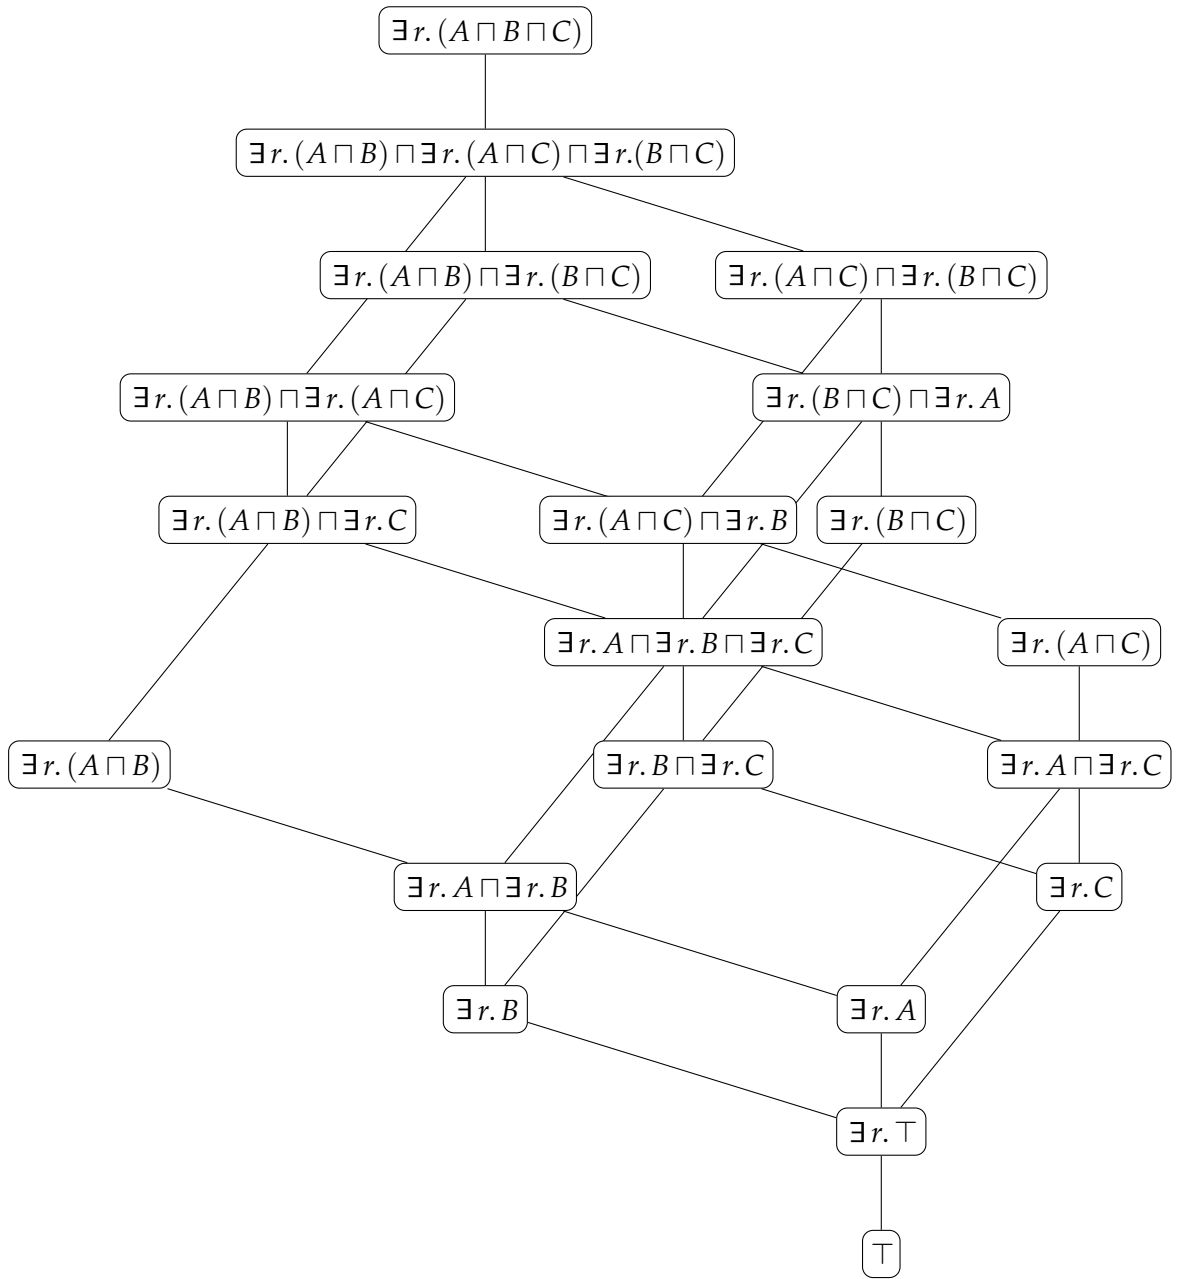 ∃ r. (A ⊓ B ⊓ C)
∃ r. (A ⊓ B) ⊓ ∃ r. (A ⊓ C) ⊓ ∃ r.(B ⊓ C)
∃ r. (A ⊓ B) ⊓ ∃ r. (B ⊓ C)
∃ r. (A ⊓ C) ⊓ ∃ r. (B ⊓ C)
∃ r. (A ⊓ B) ⊓ ∃ r. (A ⊓ C)
∃ r. (B ⊓ C) ⊓ ∃ r. A
∃ r. (A ⊓ B) ⊓ ∃ r. C
∃ r. (A ⊓ C) ⊓ ∃ r. B
∃ r. (B ⊓ C)
∃ r. A ⊓ ∃ r. B ⊓ ∃ r. C
∃ r. (A ⊓ C)
∃ r. (A ⊓ B)
∃ r. B ⊓ ∃ r. C
∃ r. A ⊓ ∃ r. C
∃ r. A ⊓ ∃ r. B
∃ r. C
∃ r. B
∃ r. A
∃ r. ⊤
⊤